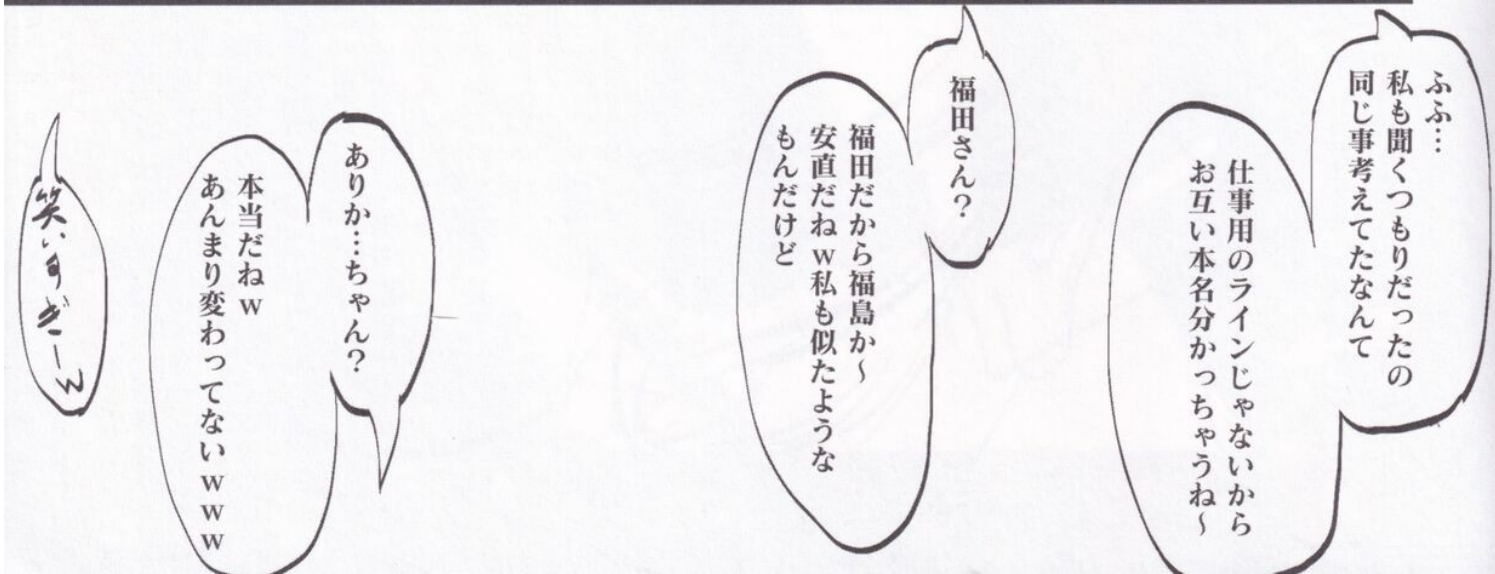 ふふ…
私も聞くつもりだったの
同じ事考えてたなんて
仕事用のラインじゃないから
お互い本名分かっちゃうね～
福田さん？
福田だから福島か～
安直だねｗ私も似たような
もんだけど
ありか…ちゃん？
本当だねｗ
あんまり変わってないｗｗｗ
笑いすぎーｗ